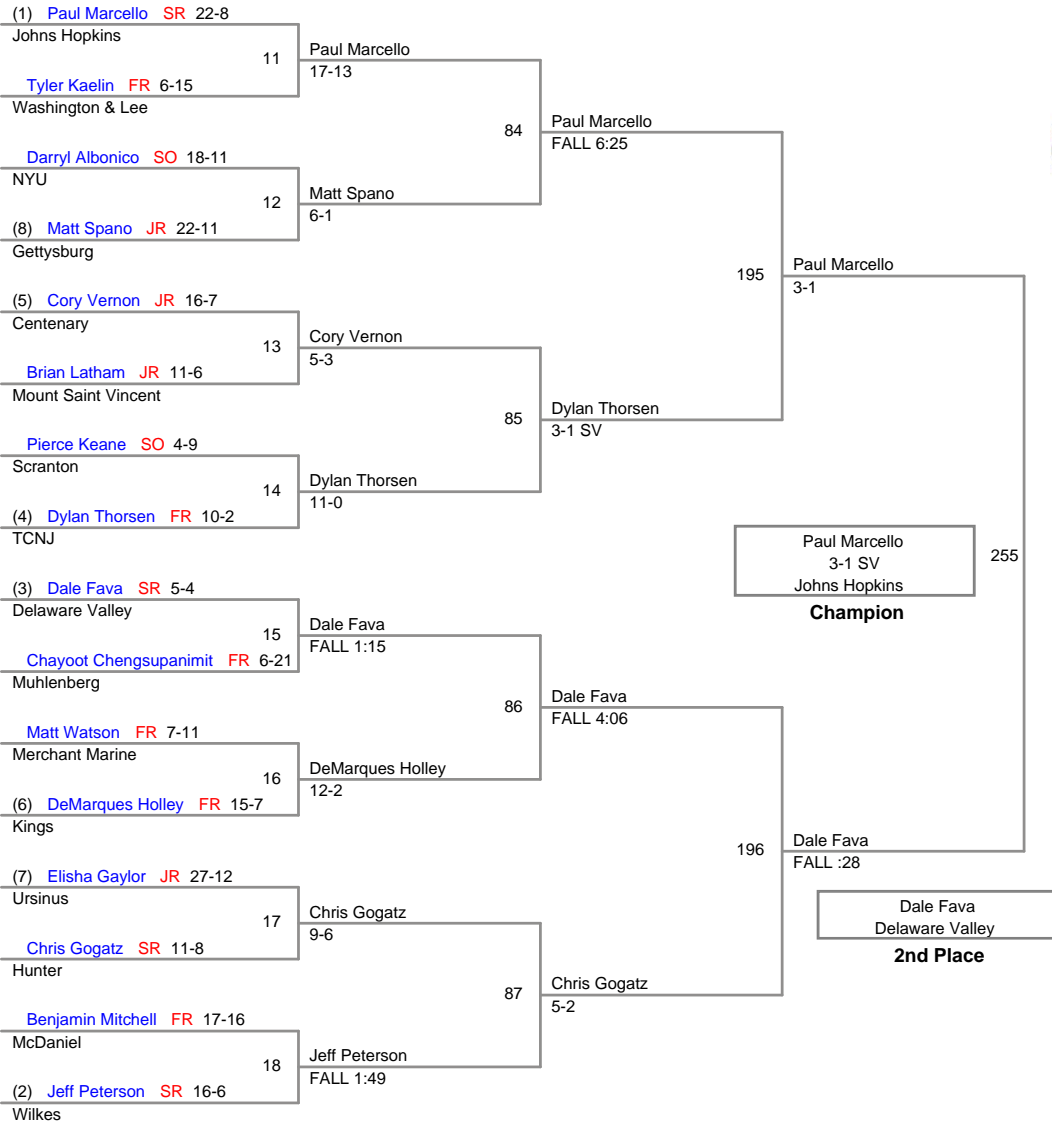 (1) Paul Marcello SR 22-8
Johns Hopkins
11
Tyler Kaelin FR 6-15
Washington & Lee
Darryl Albonico SO 18-11
NYU
12
(8) Matt Spano JR 22-11
Gettysburg
(5) Cory Vernon JR 16-7
Centenary
13
Brian Latham JR 11-6
Mount Saint Vincent
Pierce Keane SO 4-9
Scranton
14
(4) Dylan Thorsen FR 10-2
TCNJ
(3) Dale Fava SR 5-4
Delaware Valley
15
Chayoot Chengsupanimit FR 6-21
Muhlenberg
Matt Watson FR 7-11
Merchant Marine
16
(6) DeMarques Holley FR 15-7
Kings
(7) Elisha Gaylor JR 27-12
Ursinus
17
Chris Gogatz SR 11-8
Hunter
Benjamin Mitchell FR 17-16
McDaniel
18
(2) Jeff Peterson SR 16-6
Wilkes
Paul Marcello
17-13
84
Matt Spano
6-1
Cory Vernon
5-3
85
Dylan Thorsen
11-0
Dale Fava
FALL 1:15
86
DeMarques Holley
12-2
Chris Gogatz
9-6
87
Jeff Peterson
FALL 1:49
Paul Marcello
FALL 6:25
195
Dylan Thorsen
3-1 SV
Dale Fava
FALL 4:06
196
Chris Gogatz
5-2
Paul Marcello
3-1
255
Dale Fava
FALL :28
Paul Marcello
3-1 SV
Johns Hopkins
Champion
Dale Fava
Delaware Valley
2nd Place